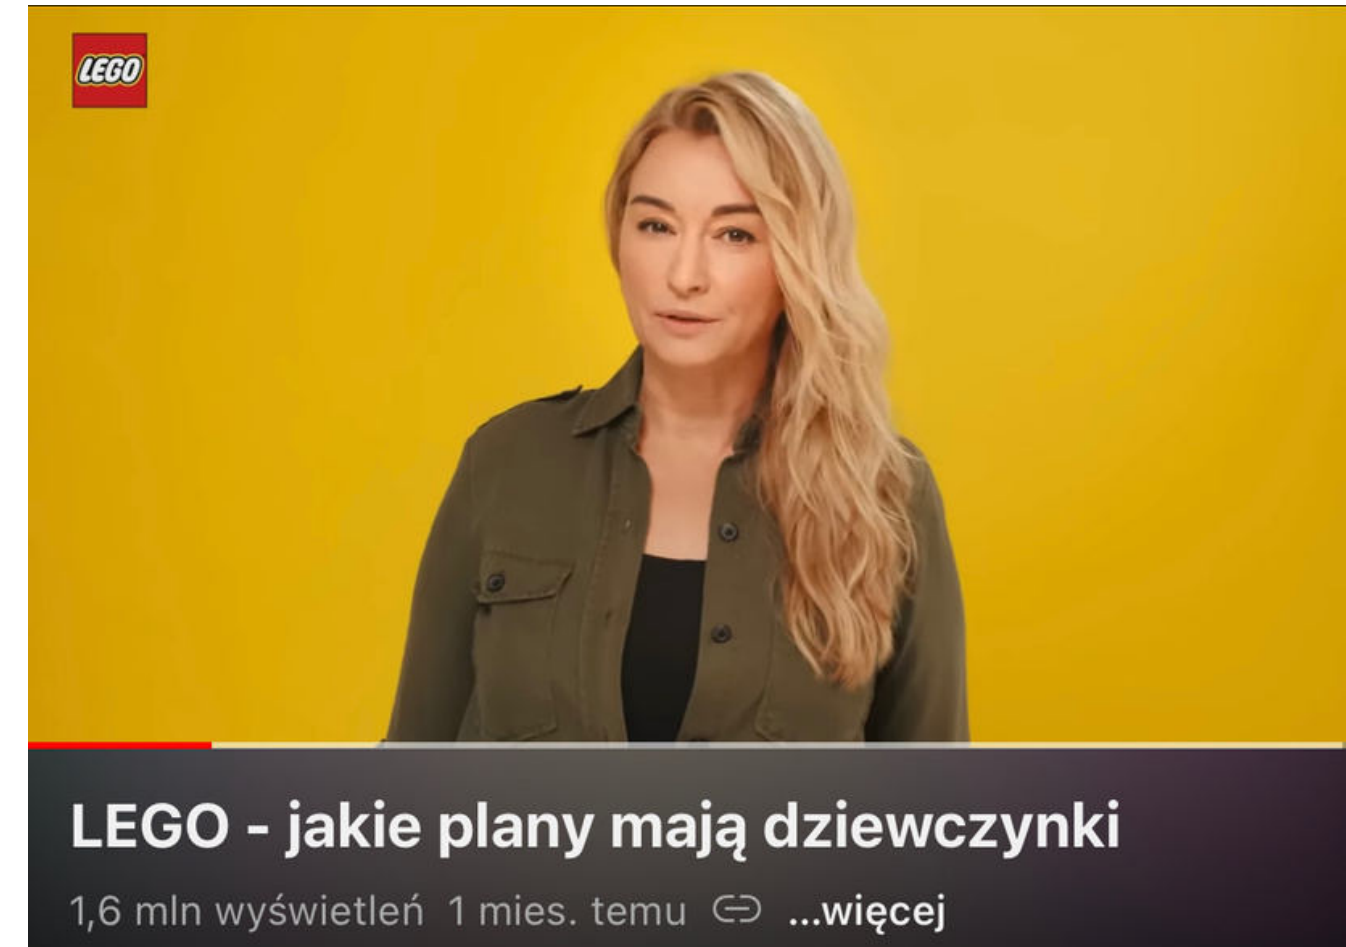 LEGO
LEGO - jakie plany mają dziewczynki
1,6 mln wyświetleń 1 mies. temu ...więcej